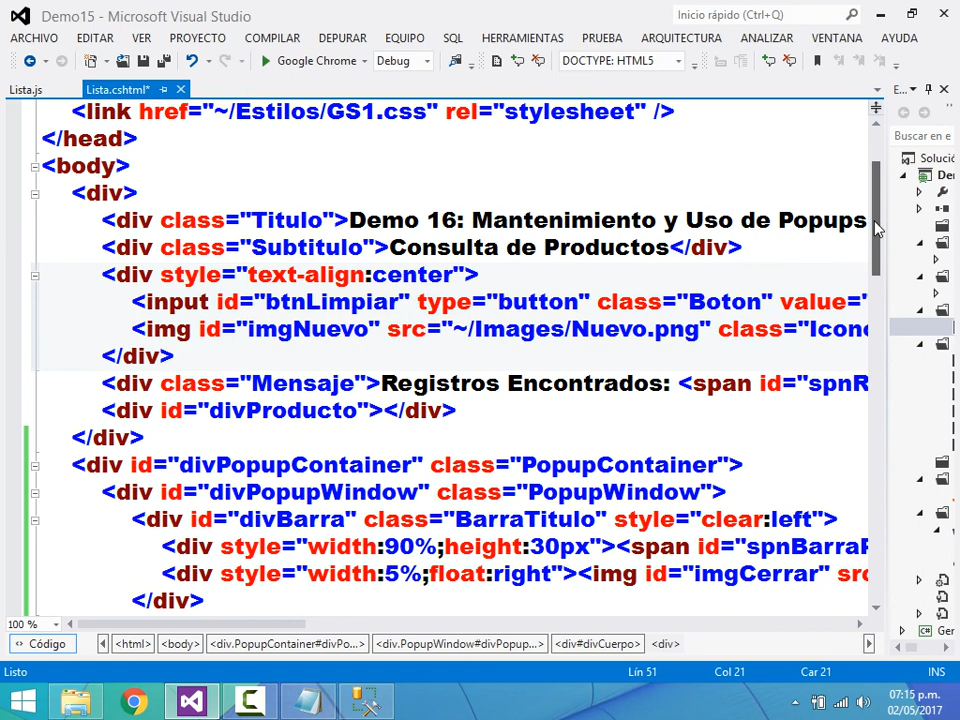 Demo15 - Microsoft Visual Studio
Inicio rápido (Ctrl+Q)
ARCHIVO EDITAR VER PROYECTO COMPILAR DEPURAR EQUIPO SQL HERRAMIENTAS PRUEBA ARQUITECTURA ANALIZAR VENTANA AYUDA
Google Chrome Debug DOCTYPE: HTML5
Lista.js Lista.cshtml* E...
Buscar en e
Solució
De
Ger
<link href="~/Estilos/GS1.css" rel="stylesheet" />
</head>
<body>
<div>
<div class="Titulo">Demo 16: Mantenimiento y Uso de Popups
<div class="Subtitulo">Consulta de Productos</div>
<div style="text-align:center">
<input id="btnLimpiar" type="button" class="Boton" value="
<img id="imgNuevo" src="~/Images/Nuevo.png" class="Icono
</div>
<div class="Mensaje">Registros Encontrados: <span id="spnR
<div id="divProducto"></div>
</div>
<div id="divPopupContainer" class="PopupContainer">
<div id="divPopupWindow" class="PopupWindow">
<div id="divBarra" class="BarraTitulo" style="clear:left">
<div style="width:90%;height:30px"><span id="spnBarraP
<div style="width:5%;float:right"><img id="imgCerrar" src
</div>
100 %
Código <html> <body> <div.PopupContainer#divPo...> <div.PopupWindow#divPopup...> <div#divCuerpo> <div>
Listo Lín 51 Col 21 Car 21 INS
07:15 p.m.
02/05/2017